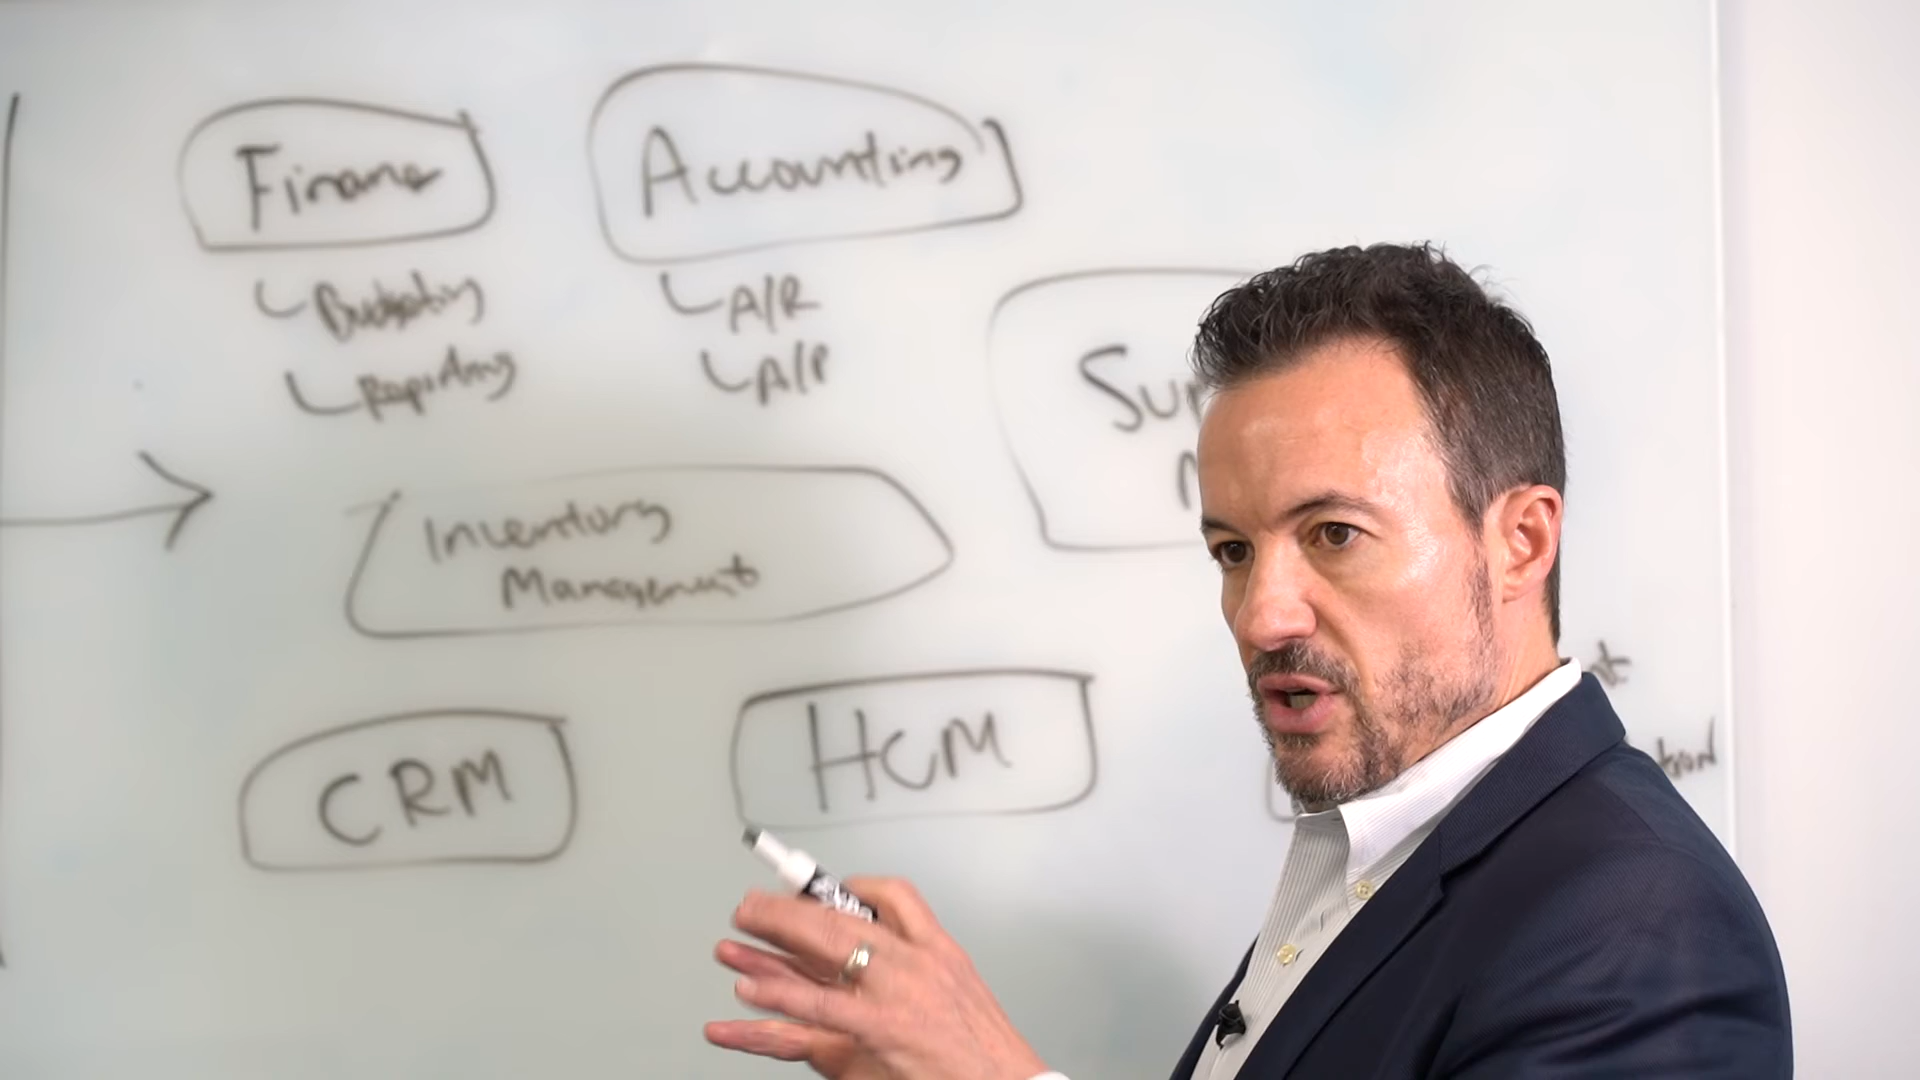 Finance
Accounting
Budgeting
Reporting
A/R
A/P
Inventory
Management
CRM
HCM